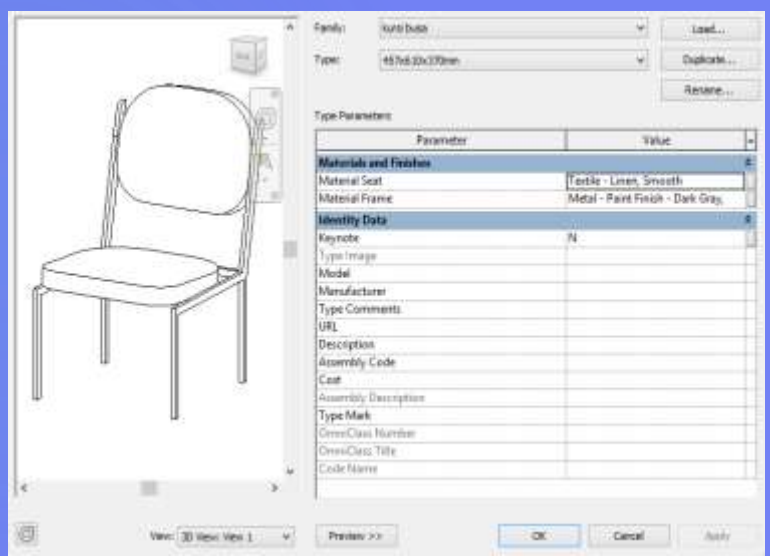 Family: kursi busa Load...
Type: 457x610x370mm Duplicate...
Rename...
Type Parameters
Parameter Value
Materials and Finishes
Material Seat Textile - Linen, Smooth
Material Frame Metal - Paint Finish - Dark Gray,
Identity Data
Keynote N
Type Image
Model
Manufacturer
Type Comments
URL
Description
Assembly Code
Cost
Assembly Description
Type Mark
OmniClass Number
OmniClass Title
Code Name
View: 3D View: View 1 Preview >> OK Cancel Apply